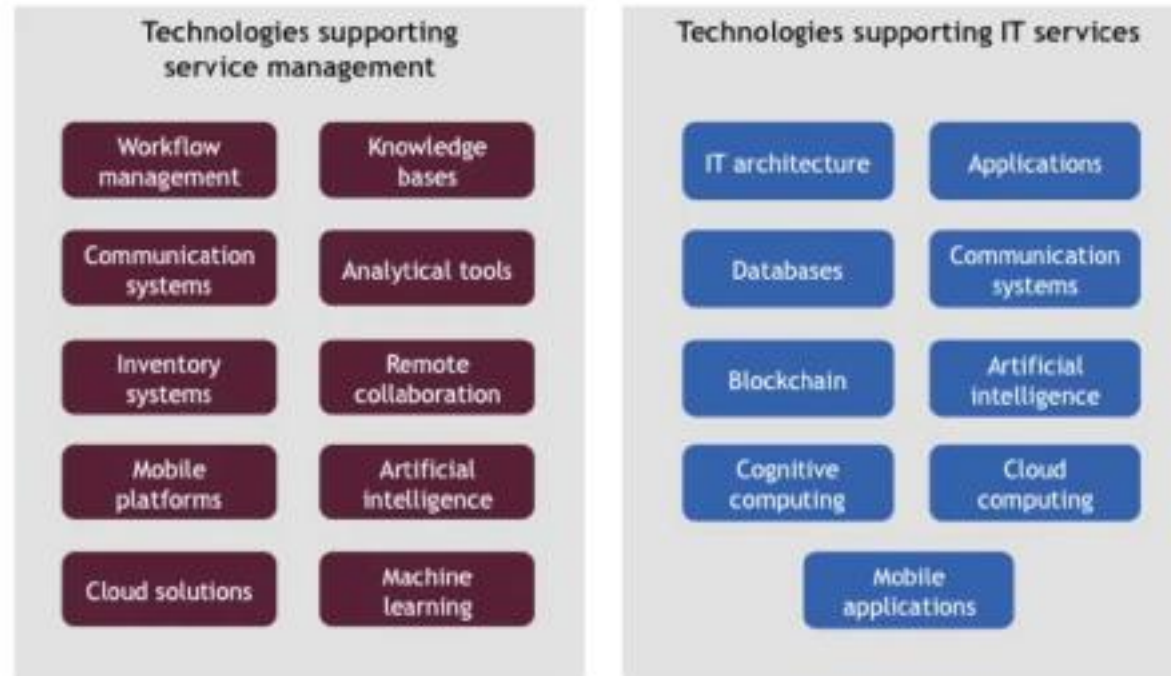 Technologies supporting
service management
Workflow
management
Knowledge
bases
Communication
systems
Analytical tools
Inventory
systems
Remote
collaboration
Mobile
platforms
Artificial
intelligence
Cloud solutions
Machine
learning
Technologies supporting IT services
IT architecture
Applications
Databases
Communication
systems
Blockchain
Artificial
intelligence
Cognitive
computing
Cloud
computing
Mobile
applications